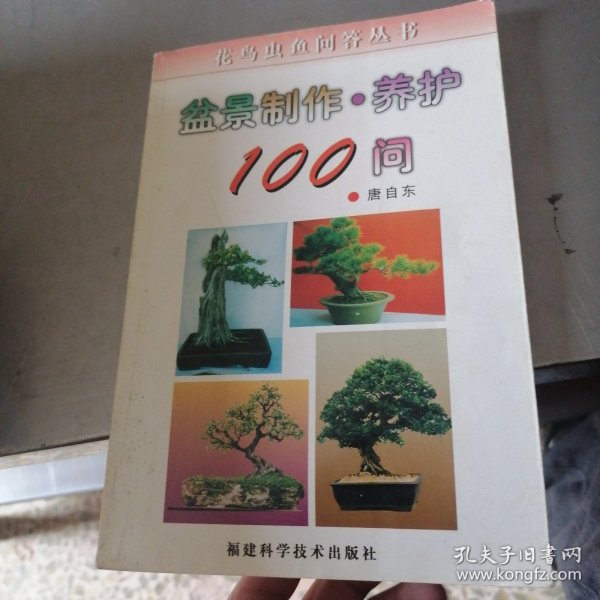 花鸟虫鱼问答丛书
盆景制作·养护
100问
·唐自东
福建科学技术出版社
孔夫子旧书网
www.kongfz.com